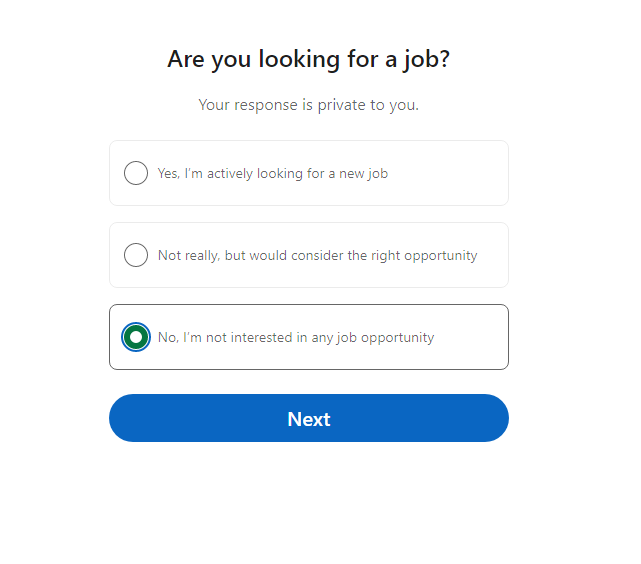 Are you looking for a job?
Your response is private to you.
Yes, I'm actively looking for a new job
Not really, but would consider the right opportunity
No, I'm not interested in any job opportunity
Next